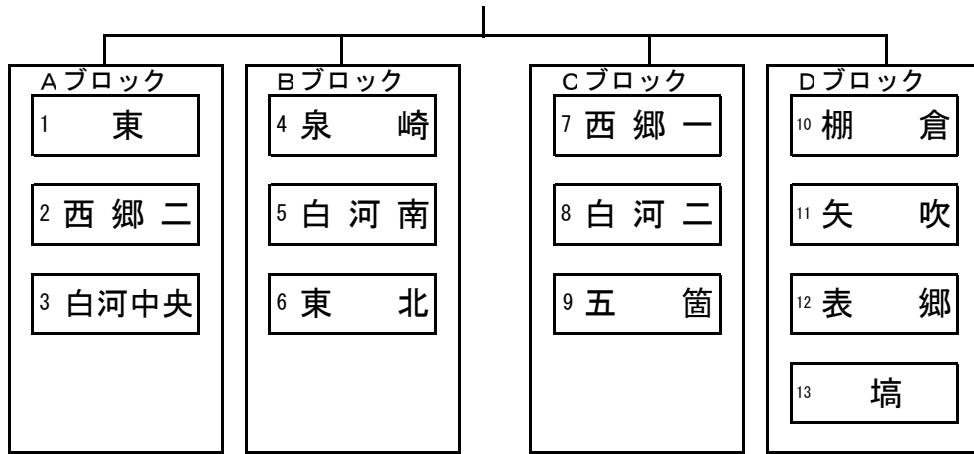 Aブロック
1 東
2 西郷二
3 白河中央
Bブロック
4 泉崎
5 白河南
6 東北
Cブロック
7 西郷一
8 白河二
9 五箇
Dブロック
10 棚倉
11 矢吹
12 表郷
13 塙